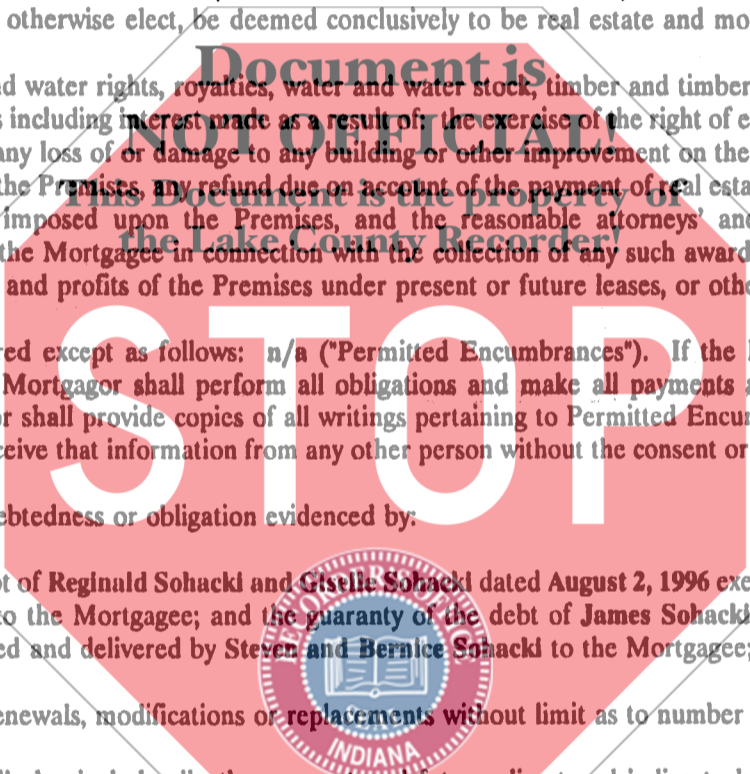 otherwise elect, be deemed conclusively to be real estate and mo
Document is
d water rights, royalties, water and water stock, timber and timber
NOT OFFICIAL!
s including interest made as a result of: the exercise of the right of e
any loss of or damage to any building or other improvement on the
This Document is the property of
the Premises, any refund due on account of the payment of real esta
imposed upon the Premises, and the reasonable attorneys' and
the Lake County Recorder!
the Mortgagee in connection with the collection of any such award
and profits of the Premises under present or future leases, or othe
STOP
red except as follows: n/a ("Permitted Encumbrances"). If the
Mortgagor shall perform all obligations and make all payments
r shall provide copies of all writings pertaining to Permitted Encu
ceive that information from any other person without the consent or
ebtedness or obligation evidenced by:
t of Reginald Sohacki and Giselle Sohacki dated August 2, 1996 exe
to the Mortgagee; and the guaranty of the debt of James Sohacki
ed and delivered by Steven and Bernice Sohacki to the Mortgagee;
SEAL
enewals, modifications or replacements without limit as to number
INDIANA